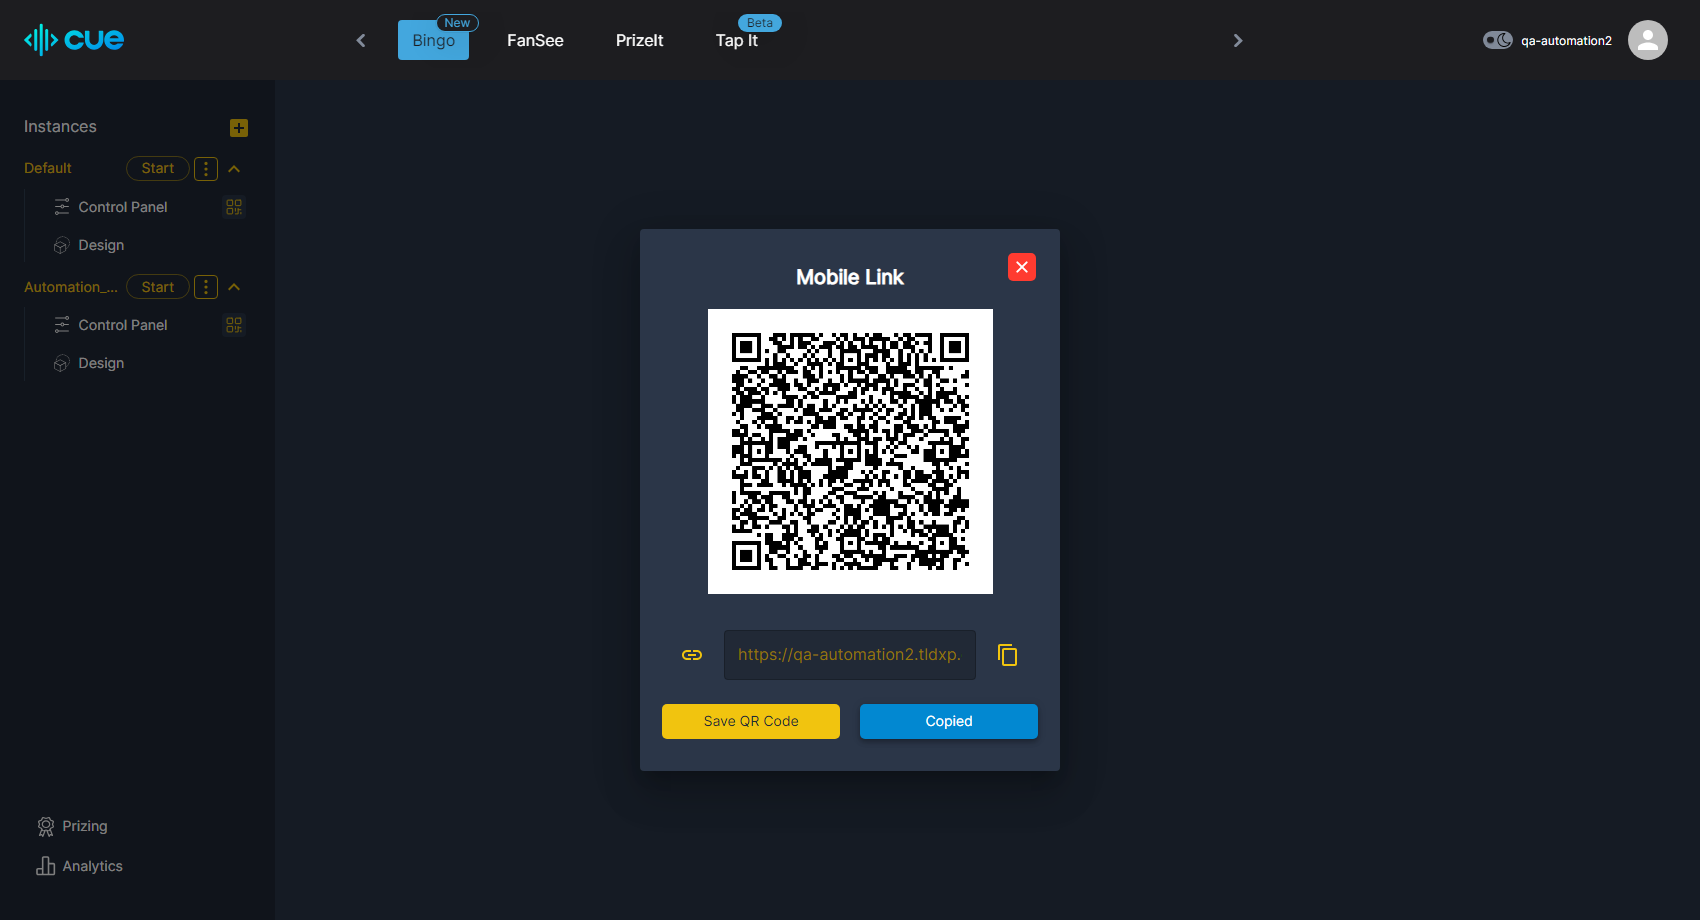 cue
Bingo
New
FanSee
PrizeIt
Tap It
Beta
qa-automation2
Instances
Default
Start
Control Panel
Design
Automation_...
Start
Control Panel
Design
Mobile Link
https://qa-automation2.tldxp.
Save QR Code
Copied
Prizing
Analytics